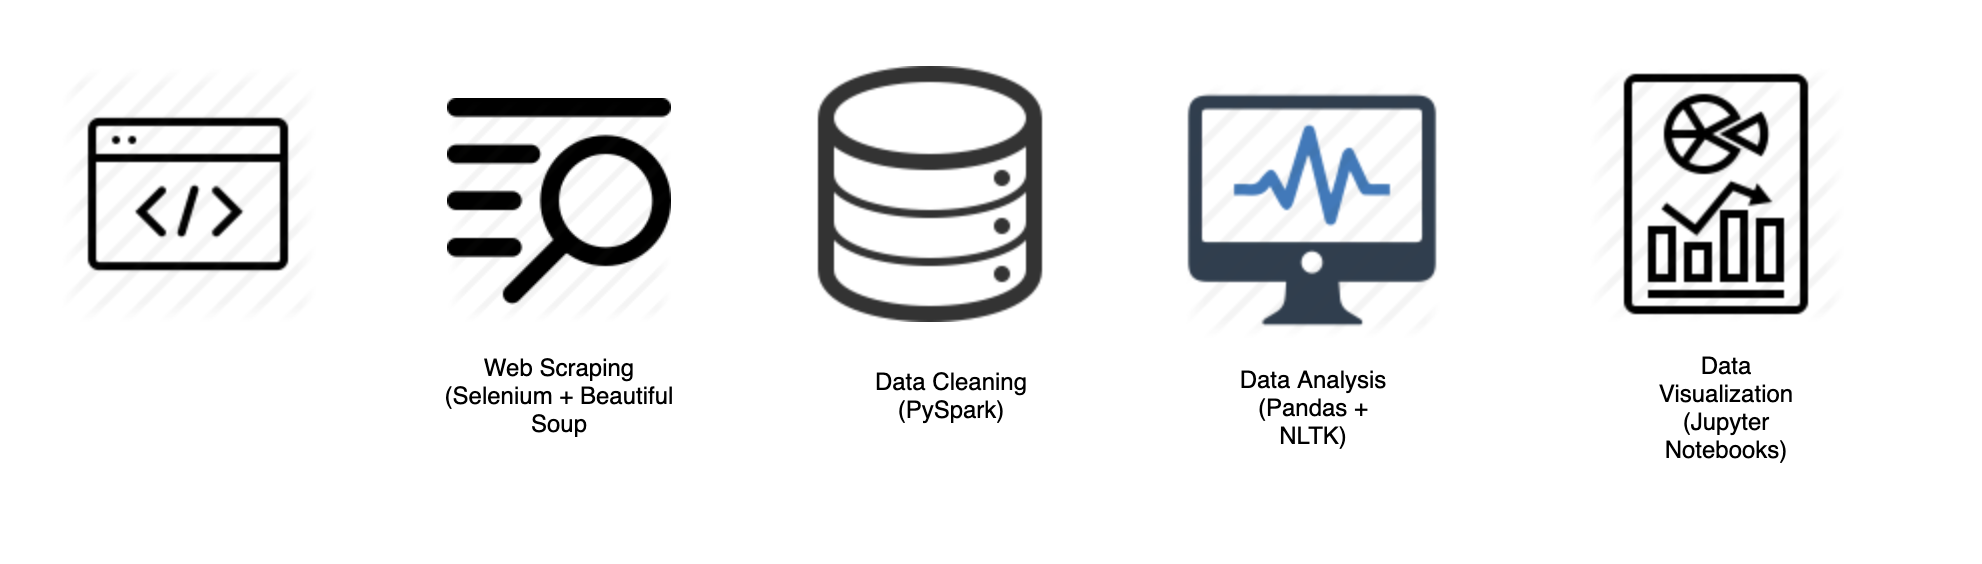 </>
Web Scraping
(Selenium + Beautiful
Soup
Data Cleaning
(PySpark)
Data Analysis
(Pandas +
NLTK)
Data
Visualization
(Jupyter
Notebooks)